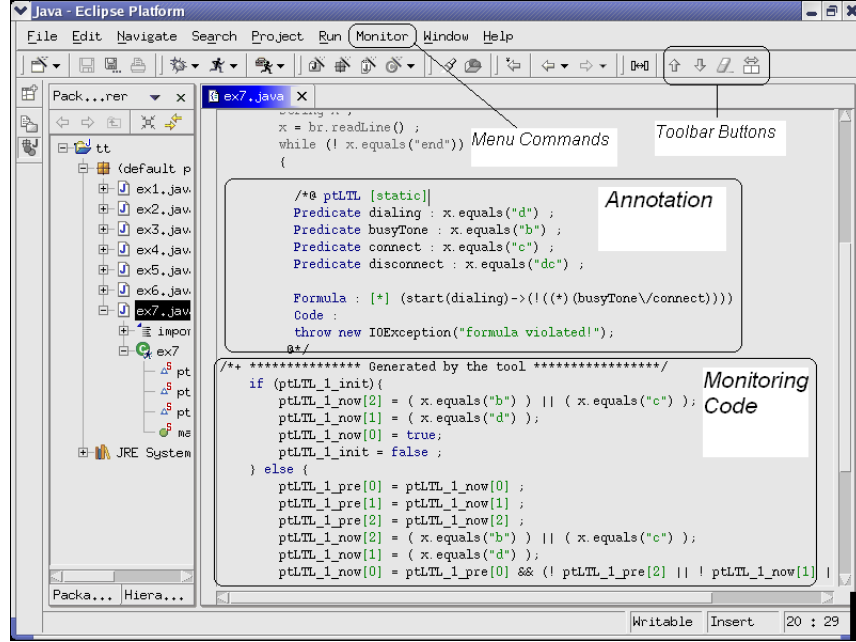 Java - Eclipse Platform
File Edit Navigate Search Project Run Monitor Window Help
Pack...rer
ex7.java
x = br.readLine() ;
while (! x.equals("end"))
{
Menu Commands
Toolbar Buttons
tt
(default p
ex1.jav
ex2.jav
ex3.jav
ex4.jav
ex5.jav
ex6.jav
ex7.jav
impor
ex7
pt
pt
pt
ma
JRE System
/*@ ptLTL [static]
Predicate dialing : x.equals("d") ;
Predicate busyTone : x.equals("b") ;
Predicate connect : x.equals("c") ;
Predicate disconnect : x.equals("dc") ;
Formula : [*] (start(dialing)->(!((*)(busyTone\/connect))))
Code :
throw new IOException("formula violated!");
@*/
Annotation
/*+ *************** Generated by the tool *****************/
if (ptLTL_1_init){
ptLTL_1_now[2] = ( x.equals("b") ) || ( x.equals("c") );
ptLTL_1_now[1] = ( x.equals("d") );
ptLTL_1_now[0] = true;
ptLTL_1_init = false ;
} else {
ptLTL_1_pre[0] = ptLTL_1_now[0] ;
ptLTL_1_pre[1] = ptLTL_1_now[1] ;
ptLTL_1_pre[2] = ptLTL_1_now[2] ;
ptLTL_1_now[2] = ( x.equals("b") ) || ( x.equals("c") );
ptLTL_1_now[1] = ( x.equals("d") );
ptLTL_1_now[0] = ptLTL_1_pre[0] && (! ptLTL_1_pre[2] || ! ptLTL_1_now[1] |
Monitoring
Code
Packa... Hiera...
Writable Insert 20 : 29